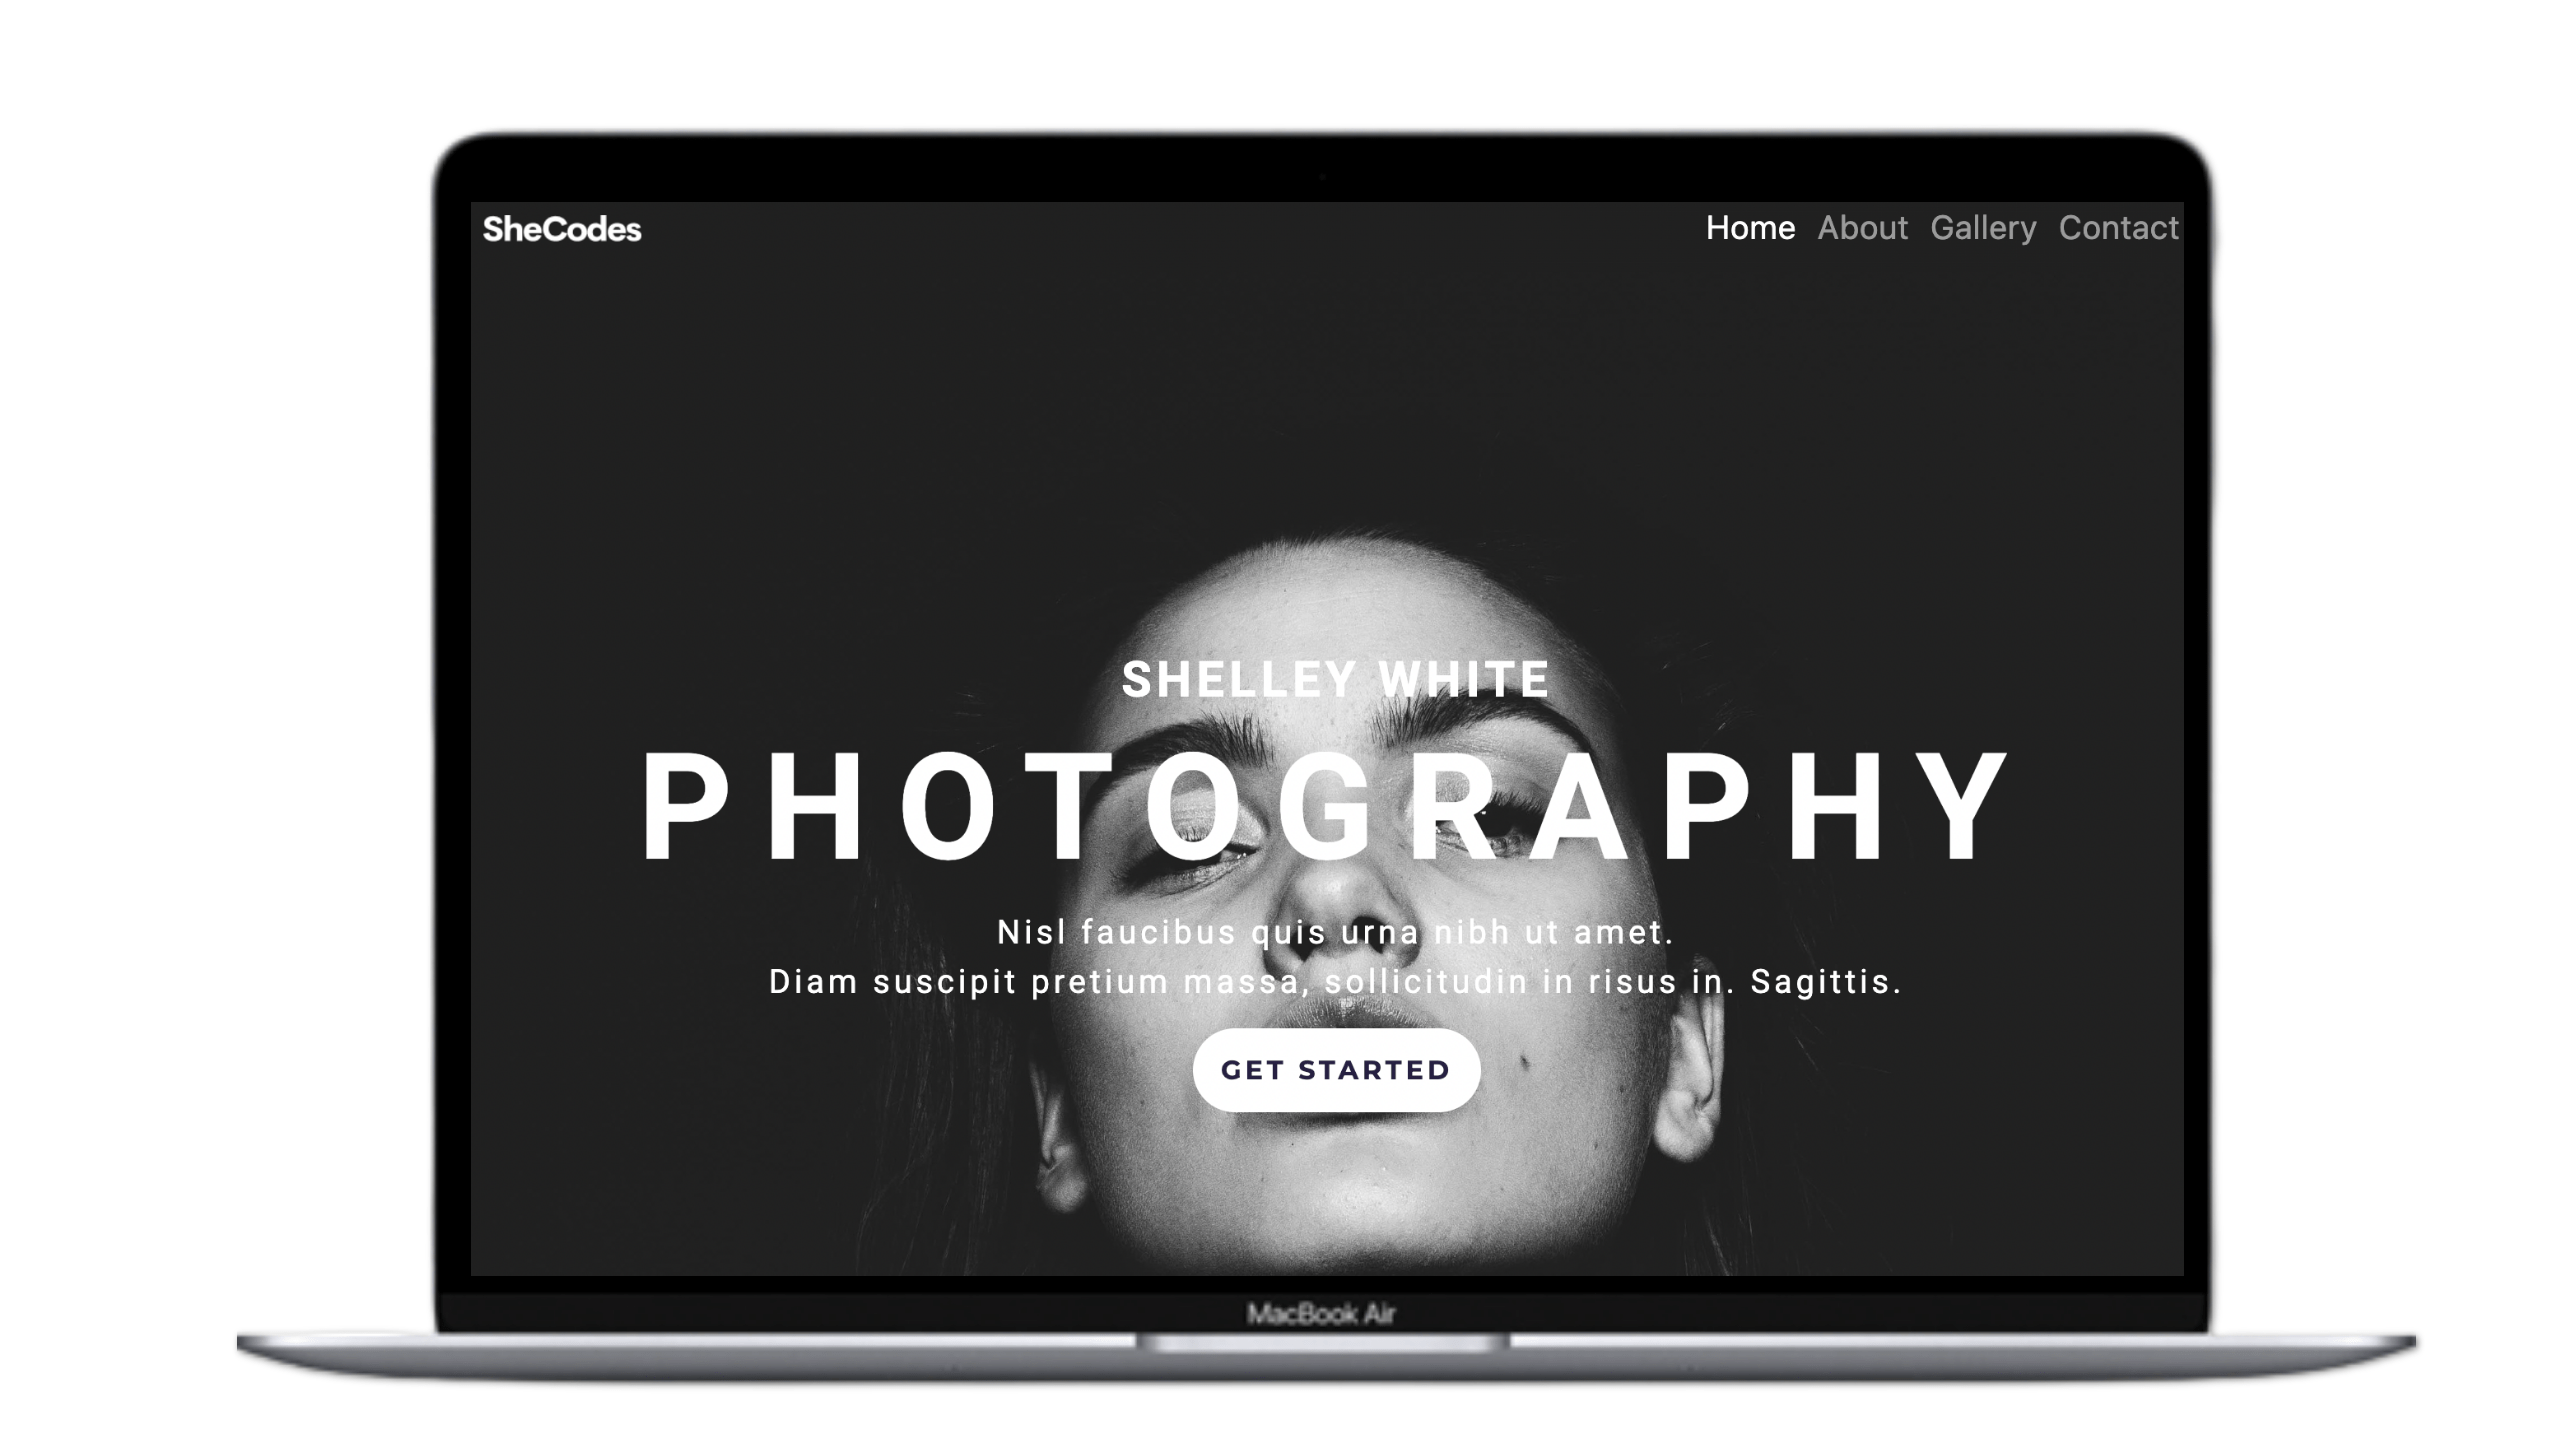 SheCodes
Home About Gallery Contact
SHELLEY WHITE
PHOTOGRAPHY
Nisl faucibus quis urna nibh ut amet.
Diam suscipit pretium massa, sollicitudin in risus in. Sagittis.
GET STARTED
MacBook Air